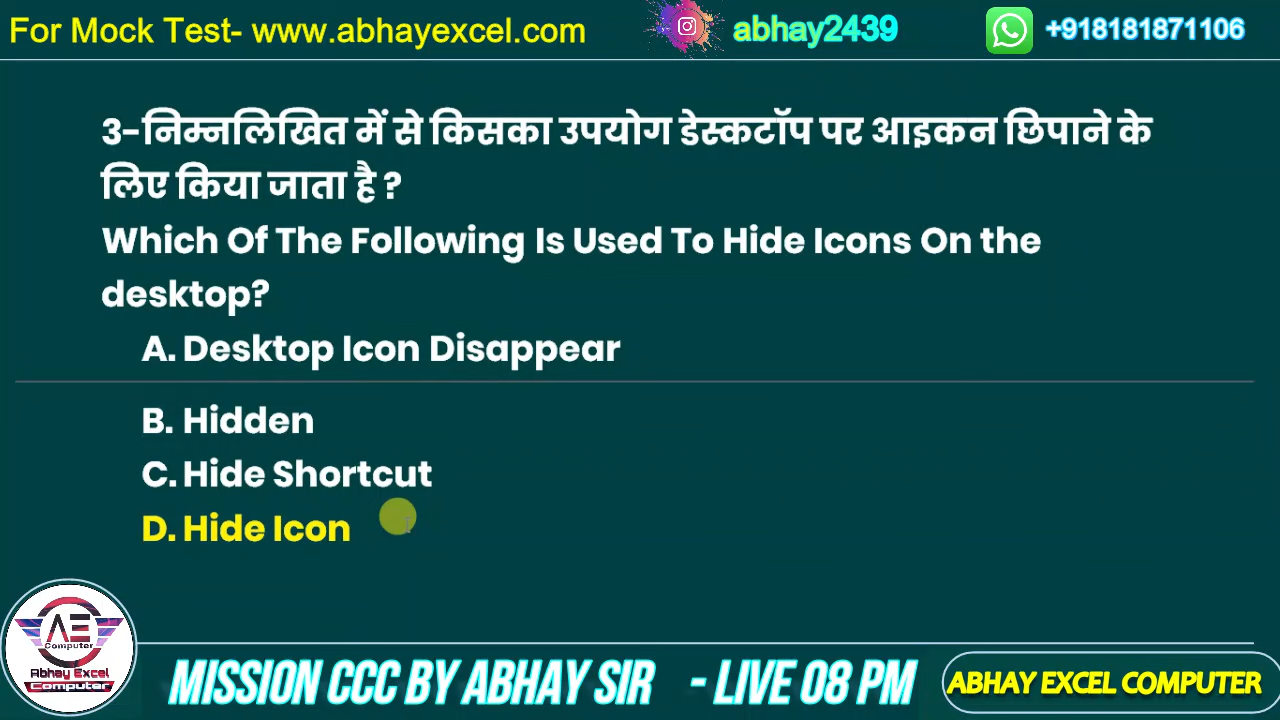 For Mock Test- www.abhayexcel.com
abhay2439
+918181871106
3-निम्नलिखित में से किसका उपयोग डेस्कटॉप पर आइकन छिपाने के
लिए किया जाता है ?
Which Of The Following Is Used To Hide Icons On the
desktop?
A. Desktop Icon Disappear
B. Hidden
C. Hide Shortcut
D. Hide Icon
AE
Computer
Abhay Excel
Computer
MISSION CCC BY ABHAY SIR - LIVE 08 PM
ABHAY EXCEL COMPUTER